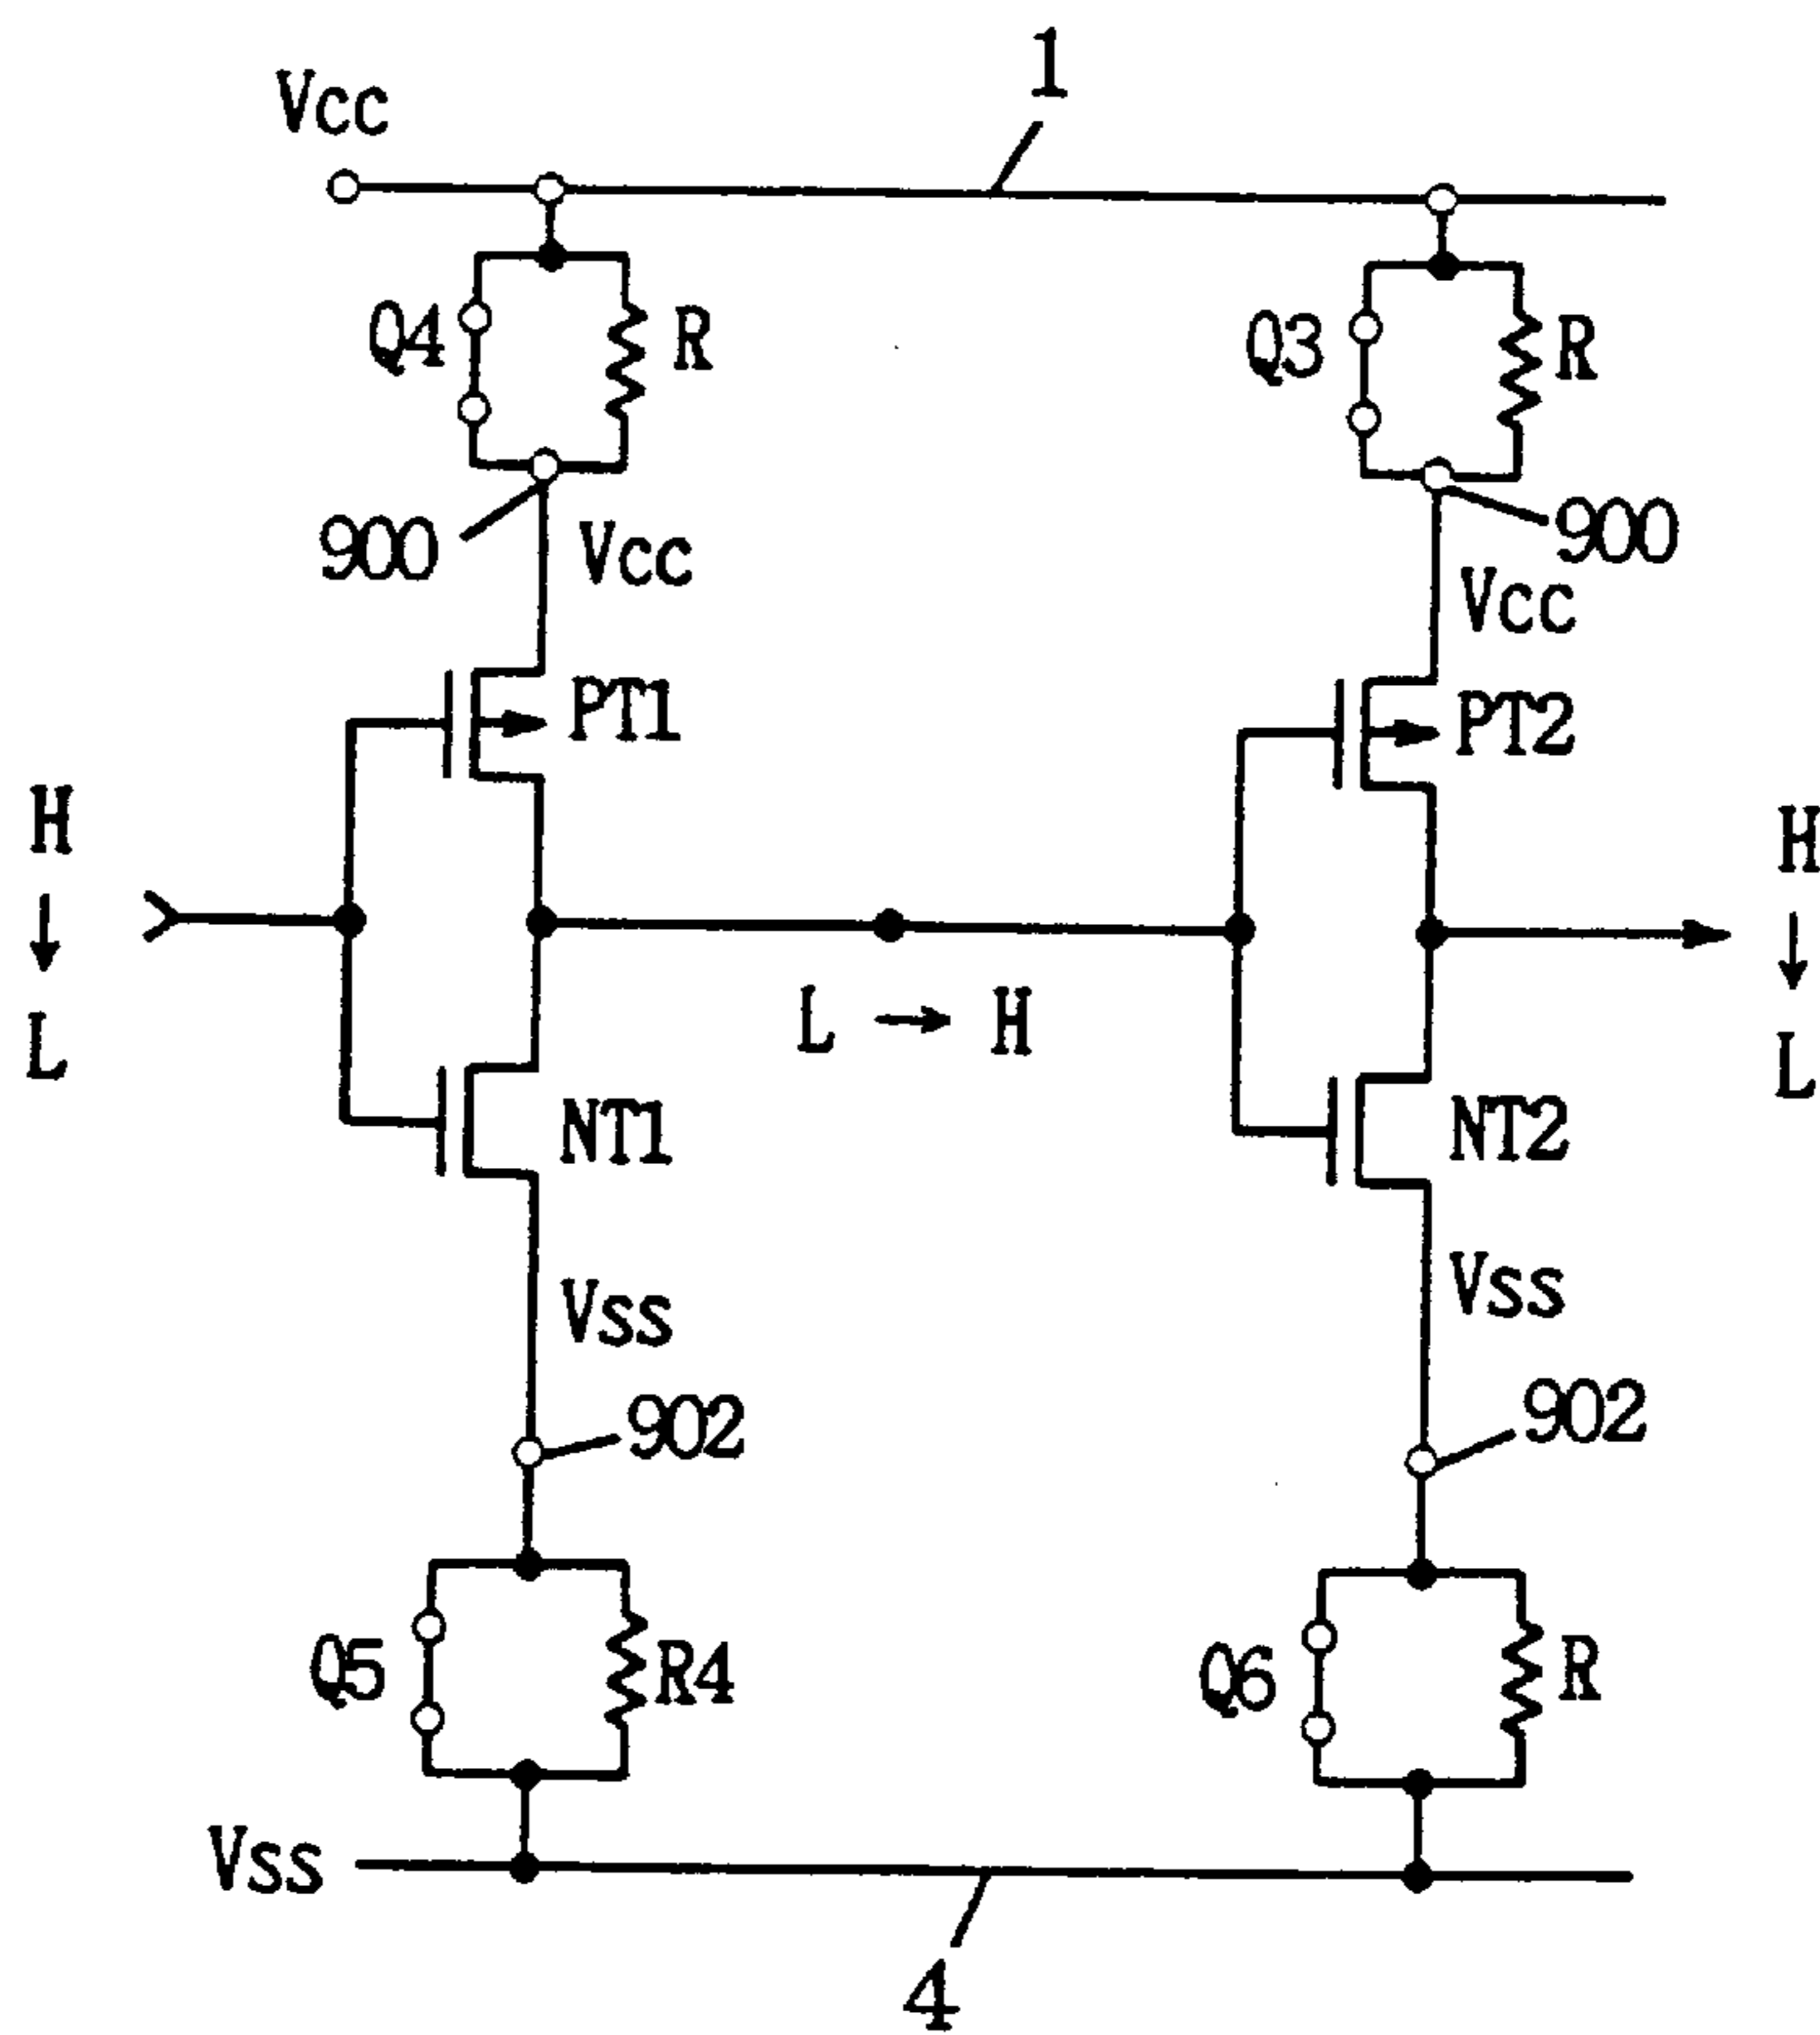 1
Vcc
Q4 R Q3 R
900 Vcc 900
Vcc
PT1 PT2
H H
L → H
L L
NT1 NT2
Vss Vss
902 902
Q5 R4 Q6 R
Vss
4